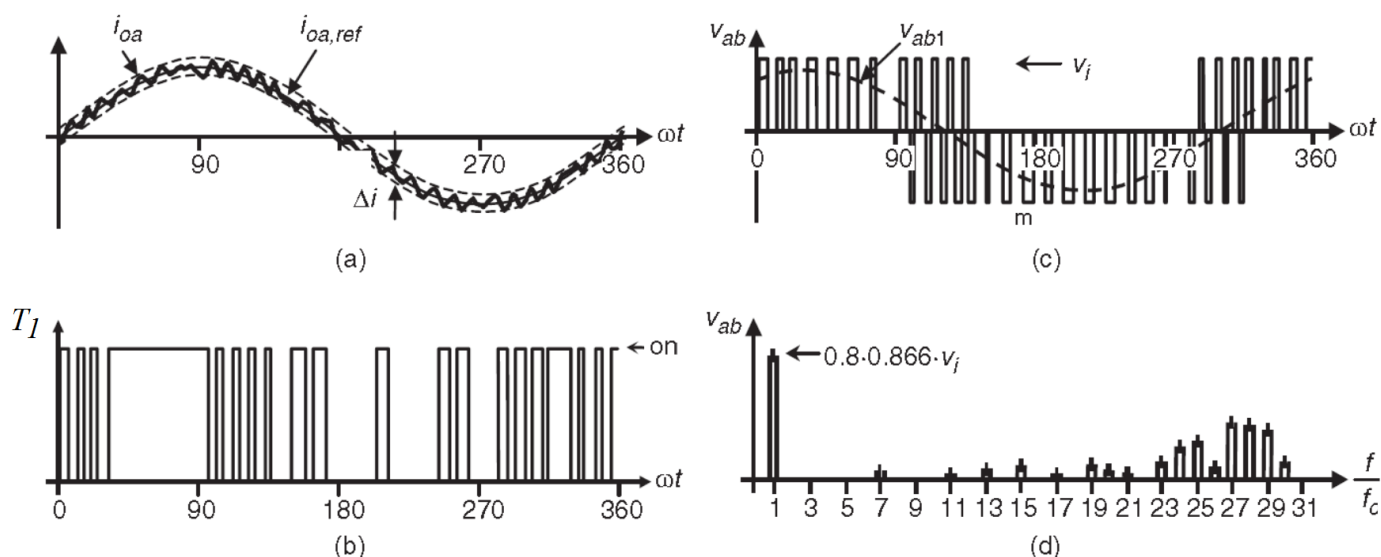 i_oa
i_oa,ref
ωt
90
270
360
Δi
(a)
v_ab
v_ab1
v_i
ωt
0
90
180
270
360
m
(c)
T_1
on
ωt
0
90
180
270
360
(b)
v_ab
0.8·0.866·v_i
f
f_o
1
3
5
7
9
11
13
15
17
19
21
23
25
27
29
31
(d)